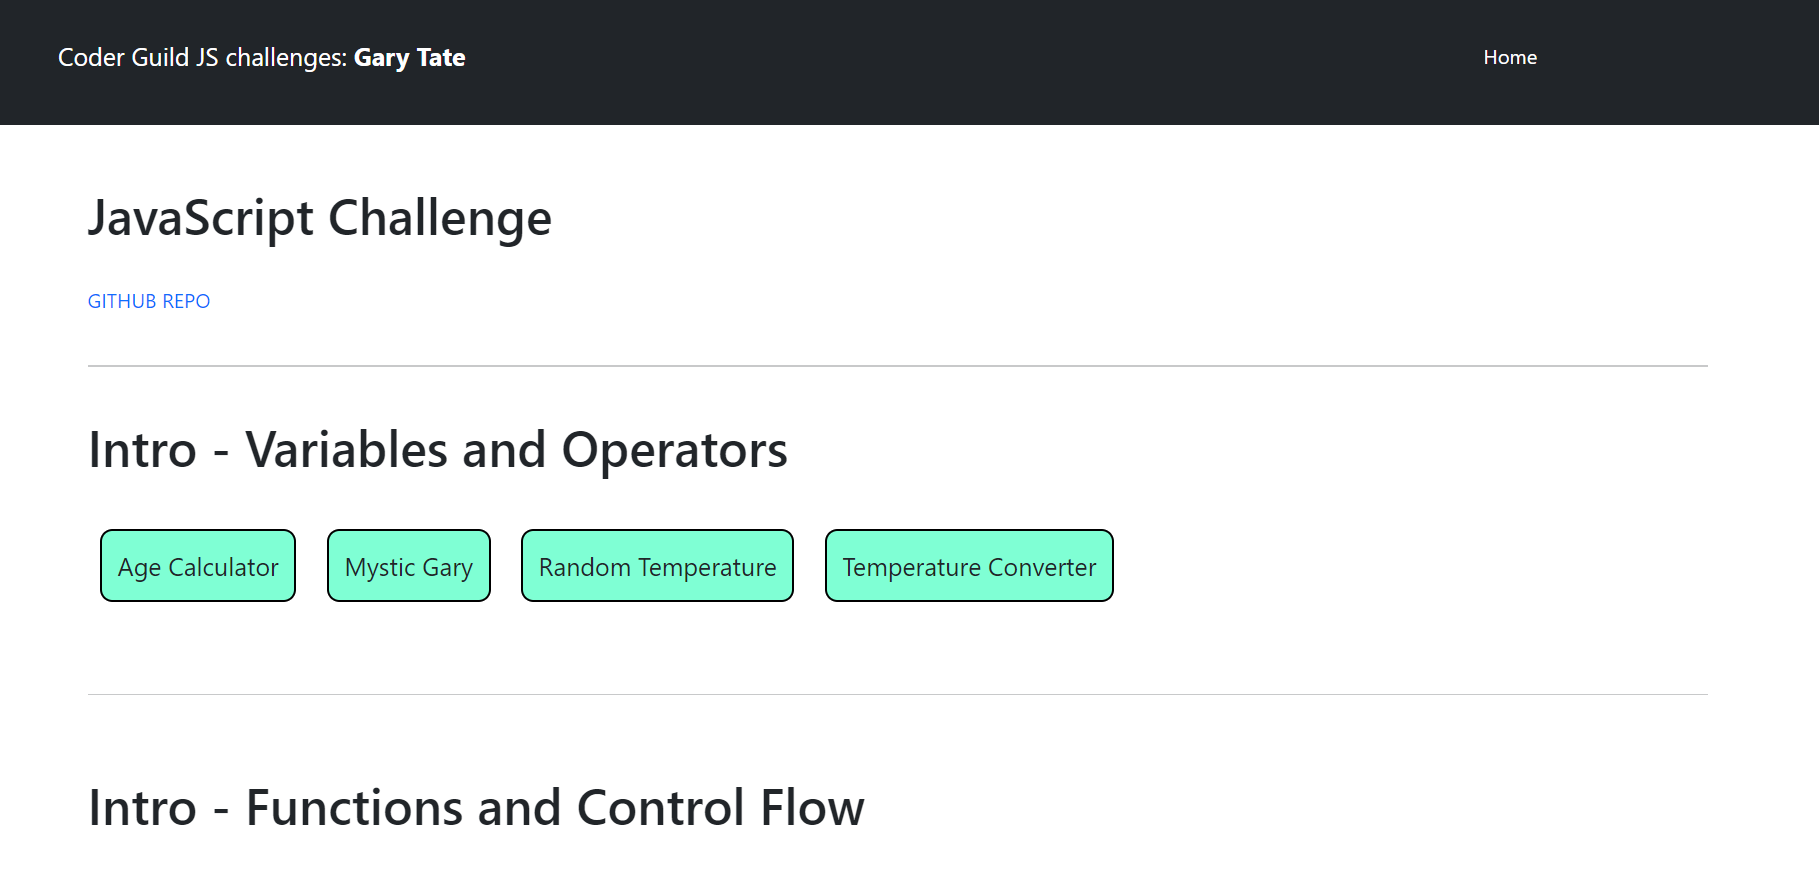 Coder Guild JS challenges: Gary Tate
Home
JavaScript Challenge
GITHUB REPO
Intro - Variables and Operators
Age Calculator
Mystic Gary
Random Temperature
Temperature Converter
Intro - Functions and Control Flow